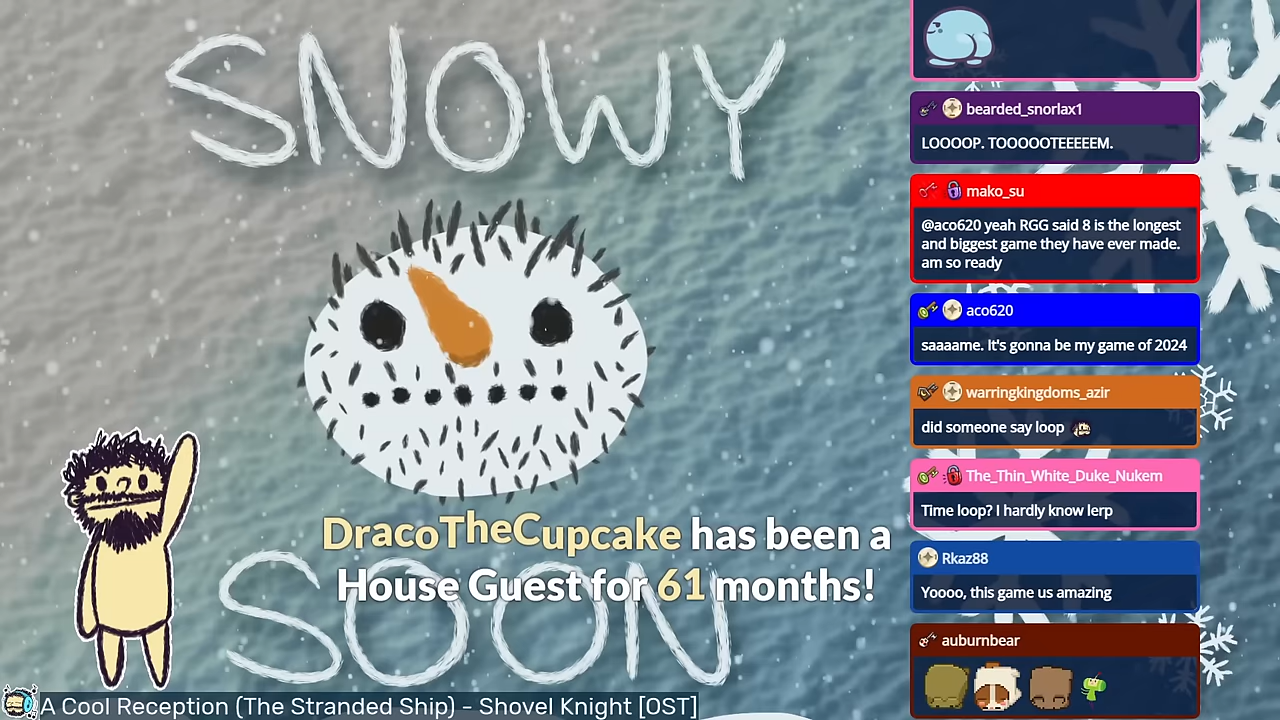 SNOWY
SOON
DracoTheCupcake has been a
House Guest for 61 months!
A Cool Reception (The Stranded Ship) - Shovel Knight [OST]
bearded_snorlax1
LOOOOP. TOOOOOTEEEEEM.
mako_su
@aco620 yeah RGG said 8 is the longest
and biggest game they have ever made.
am so ready
aco620
saaaame. It's gonna be my game of 2024
warringkingdoms_azir
did someone say loop
The_Thin_White_Duke_Nukem
Time loop? I hardly know lerp
Rkaz88
Yoooo, this game us amazing
auburnbear